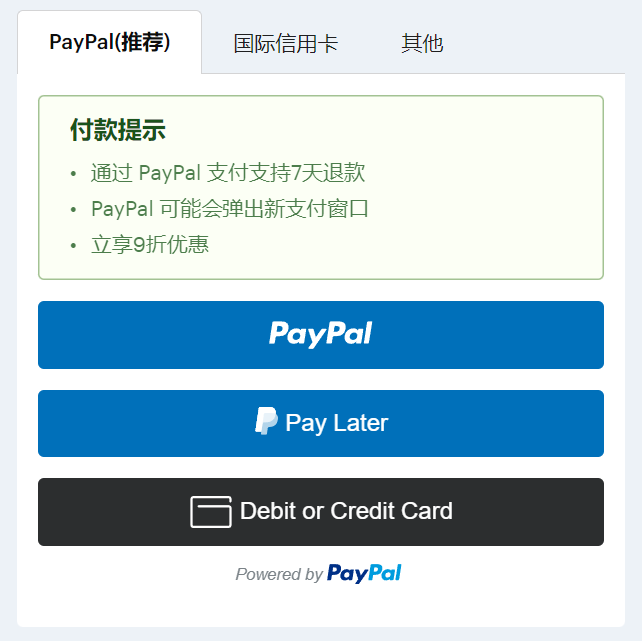 PayPal(推荐) 国际信用卡 其他
付款提示
• 通过 PayPal 支付支持7天退款
• PayPal 可能会弹出新支付窗口
• 立享9折优惠
PayPal
Pay Later
Debit or Credit Card
Powered by PayPal